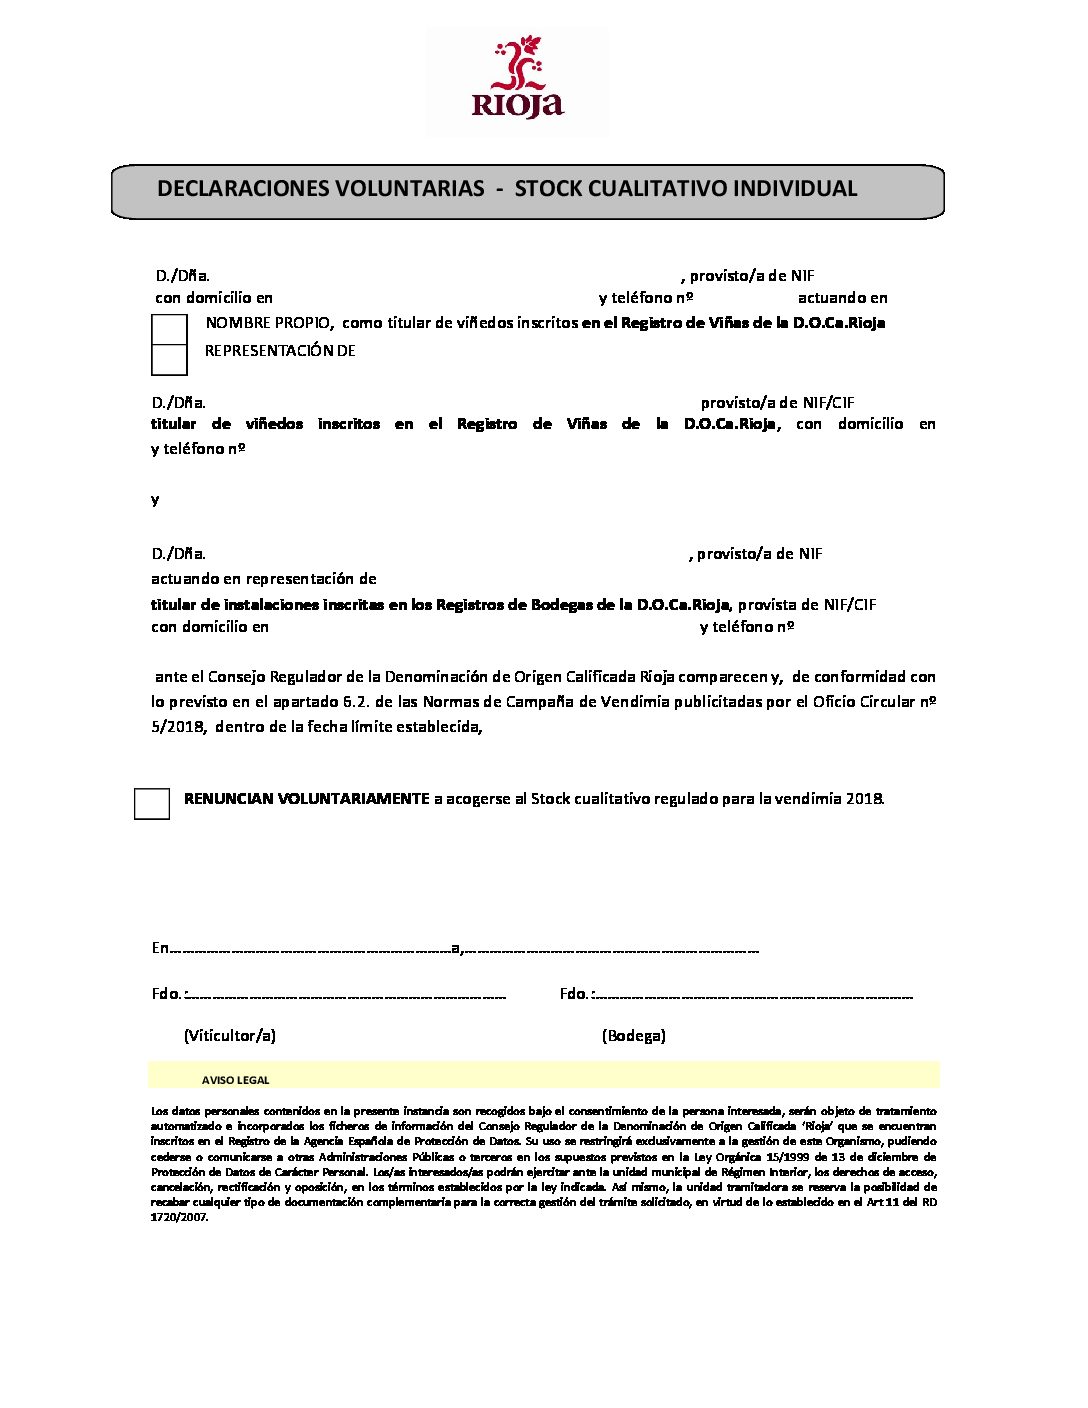 RIOJa
DECLARACIONES VOLUNTARIAS - STOCK CUALITATIVO INDIVIDUAL
D./Dña. , provisto/a de NIF
con domicilio en y teléfono nº actuando en
NOMBRE PROPIO, como titular de viñedos inscritos en el Registro de Viñas de la D.O.Ca.Rioja
REPRESENTACIÓN DE
D./Dña. provisto/a de NIF/CIF
titular de viñedos inscritos en el Registro de Viñas de la D.O.Ca.Rioja, con domicilio en
y teléfono nº
y
D./Dña. , provisto/a de NIF
actuando en representación de
titular de instalaciones inscritas en los Registros de Bodegas de la D.O.Ca.Rioja, provista de NIF/CIF
con domicilio en y teléfono nº
ante el Consejo Regulador de la Denominación de Origen Calificada Rioja comparecen y, de conformidad con
lo previsto en el apartado 6.2. de las Normas de Campaña de Vendimia publicitadas por el Oficio Circular nº
5/2018, dentro de la fecha límite establecida,
RENUNCIAN VOLUNTARIAMENTE a acogerse al Stock cualitativo regulado para la vendimia 2018.
En..............................................................a,.................................................................
Fdo.:...................................................................... Fdo.:......................................................................
(Viticultor/a) (Bodega)
AVISO LEGAL
Los datos personales contenidos en la presente instancia son recogidos bajo el consentimiento de la persona interesada, serán objeto de tratamiento
automatizado e incorporados los ficheros de información del Consejo Regulador de la Denominación de Origen Calificada ‘Rioja’ que se encuentran
inscritos en el Registro de la Agencia Española de Protección de Datos. Su uso se restringirá exclusivamente a la gestión de este Organismo, pudiendo
cederse o comunicarse a otras Administraciones Públicas o terceros en los supuestos previstos en la Ley Orgánica 15/1999 de 13 de diciembre de
Protección de Datos de Carácter Personal. Los/as interesados/as podrán ejercitar ante la unidad municipal de Régimen Interior, los derechos de acceso,
cancelación, rectificación y oposición, en los términos establecidos por la ley indicada. Así mismo, la unidad tramitadora se reserva la posibilidad de
recabar cualquier tipo de documentación complementaria para la correcta gestión del trámite solicitado, en virtud de lo establecido en el Art 11 del RD
1720/2007.